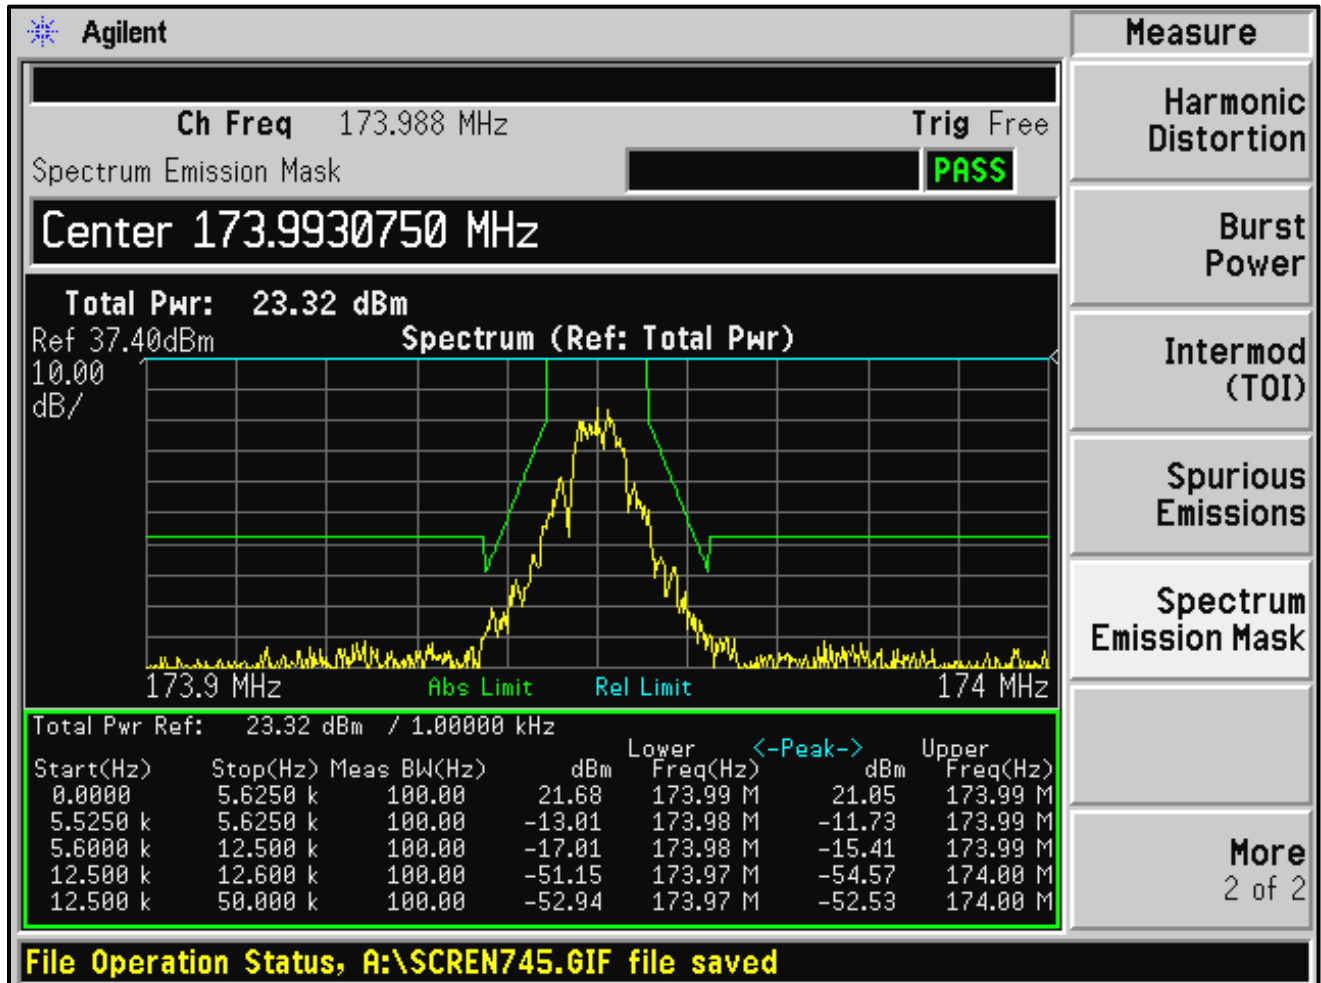 Agilent
Measure
Ch Freq 173.988 MHz Trig Free
Spectrum Emission Mask PASS
Center 173.9930750 MHz
Total Pwr: 23.32 dBm
Ref 37.40dBm Spectrum (Ref: Total Pwr)
10.00
dB/
173.9 MHz Abs Limit Rel Limit 174 MHz
Total Pwr Ref: 23.32 dBm / 1.00000 kHz
Lower <-Peak-> Upper
Start(Hz) Stop(Hz) Meas BW(Hz) dBm Freq(Hz) dBm Freq(Hz)
0.0000 5.6250 k 100.00 21.68 173.99 M 21.05 173.99 M
5.5250 k 5.6250 k 100.00 -13.01 173.98 M -11.73 173.99 M
5.6000 k 12.500 k 100.00 -17.01 173.98 M -15.41 173.99 M
12.500 k 12.600 k 100.00 -51.15 173.97 M -54.57 174.00 M
12.500 k 50.000 k 100.00 -52.94 173.97 M -52.53 174.00 M
File Operation Status, A:\SCREN745.GIF file saved
Harmonic
Distortion
Burst
Power
Intermod
(TOI)
Spurious
Emissions
Spectrum
Emission Mask
More
2 of 2